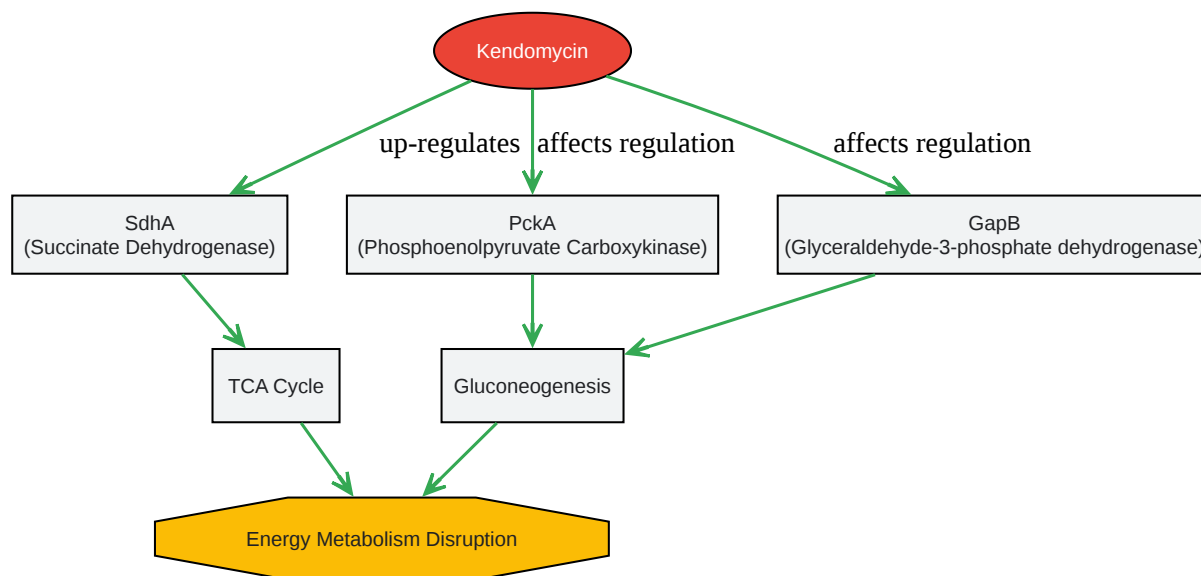 Kendomycin
up-regulates
affects regulation
affects regulation
SdhA
(Succinate Dehydrogenase)
PckA
(Phosphoenolpyruvate Carboxykinase)
GapB
(Glyceraldehyde-3-phosphate dehydrogenase)
TCA Cycle
Gluconeogenesis
Energy Metabolism Disruption